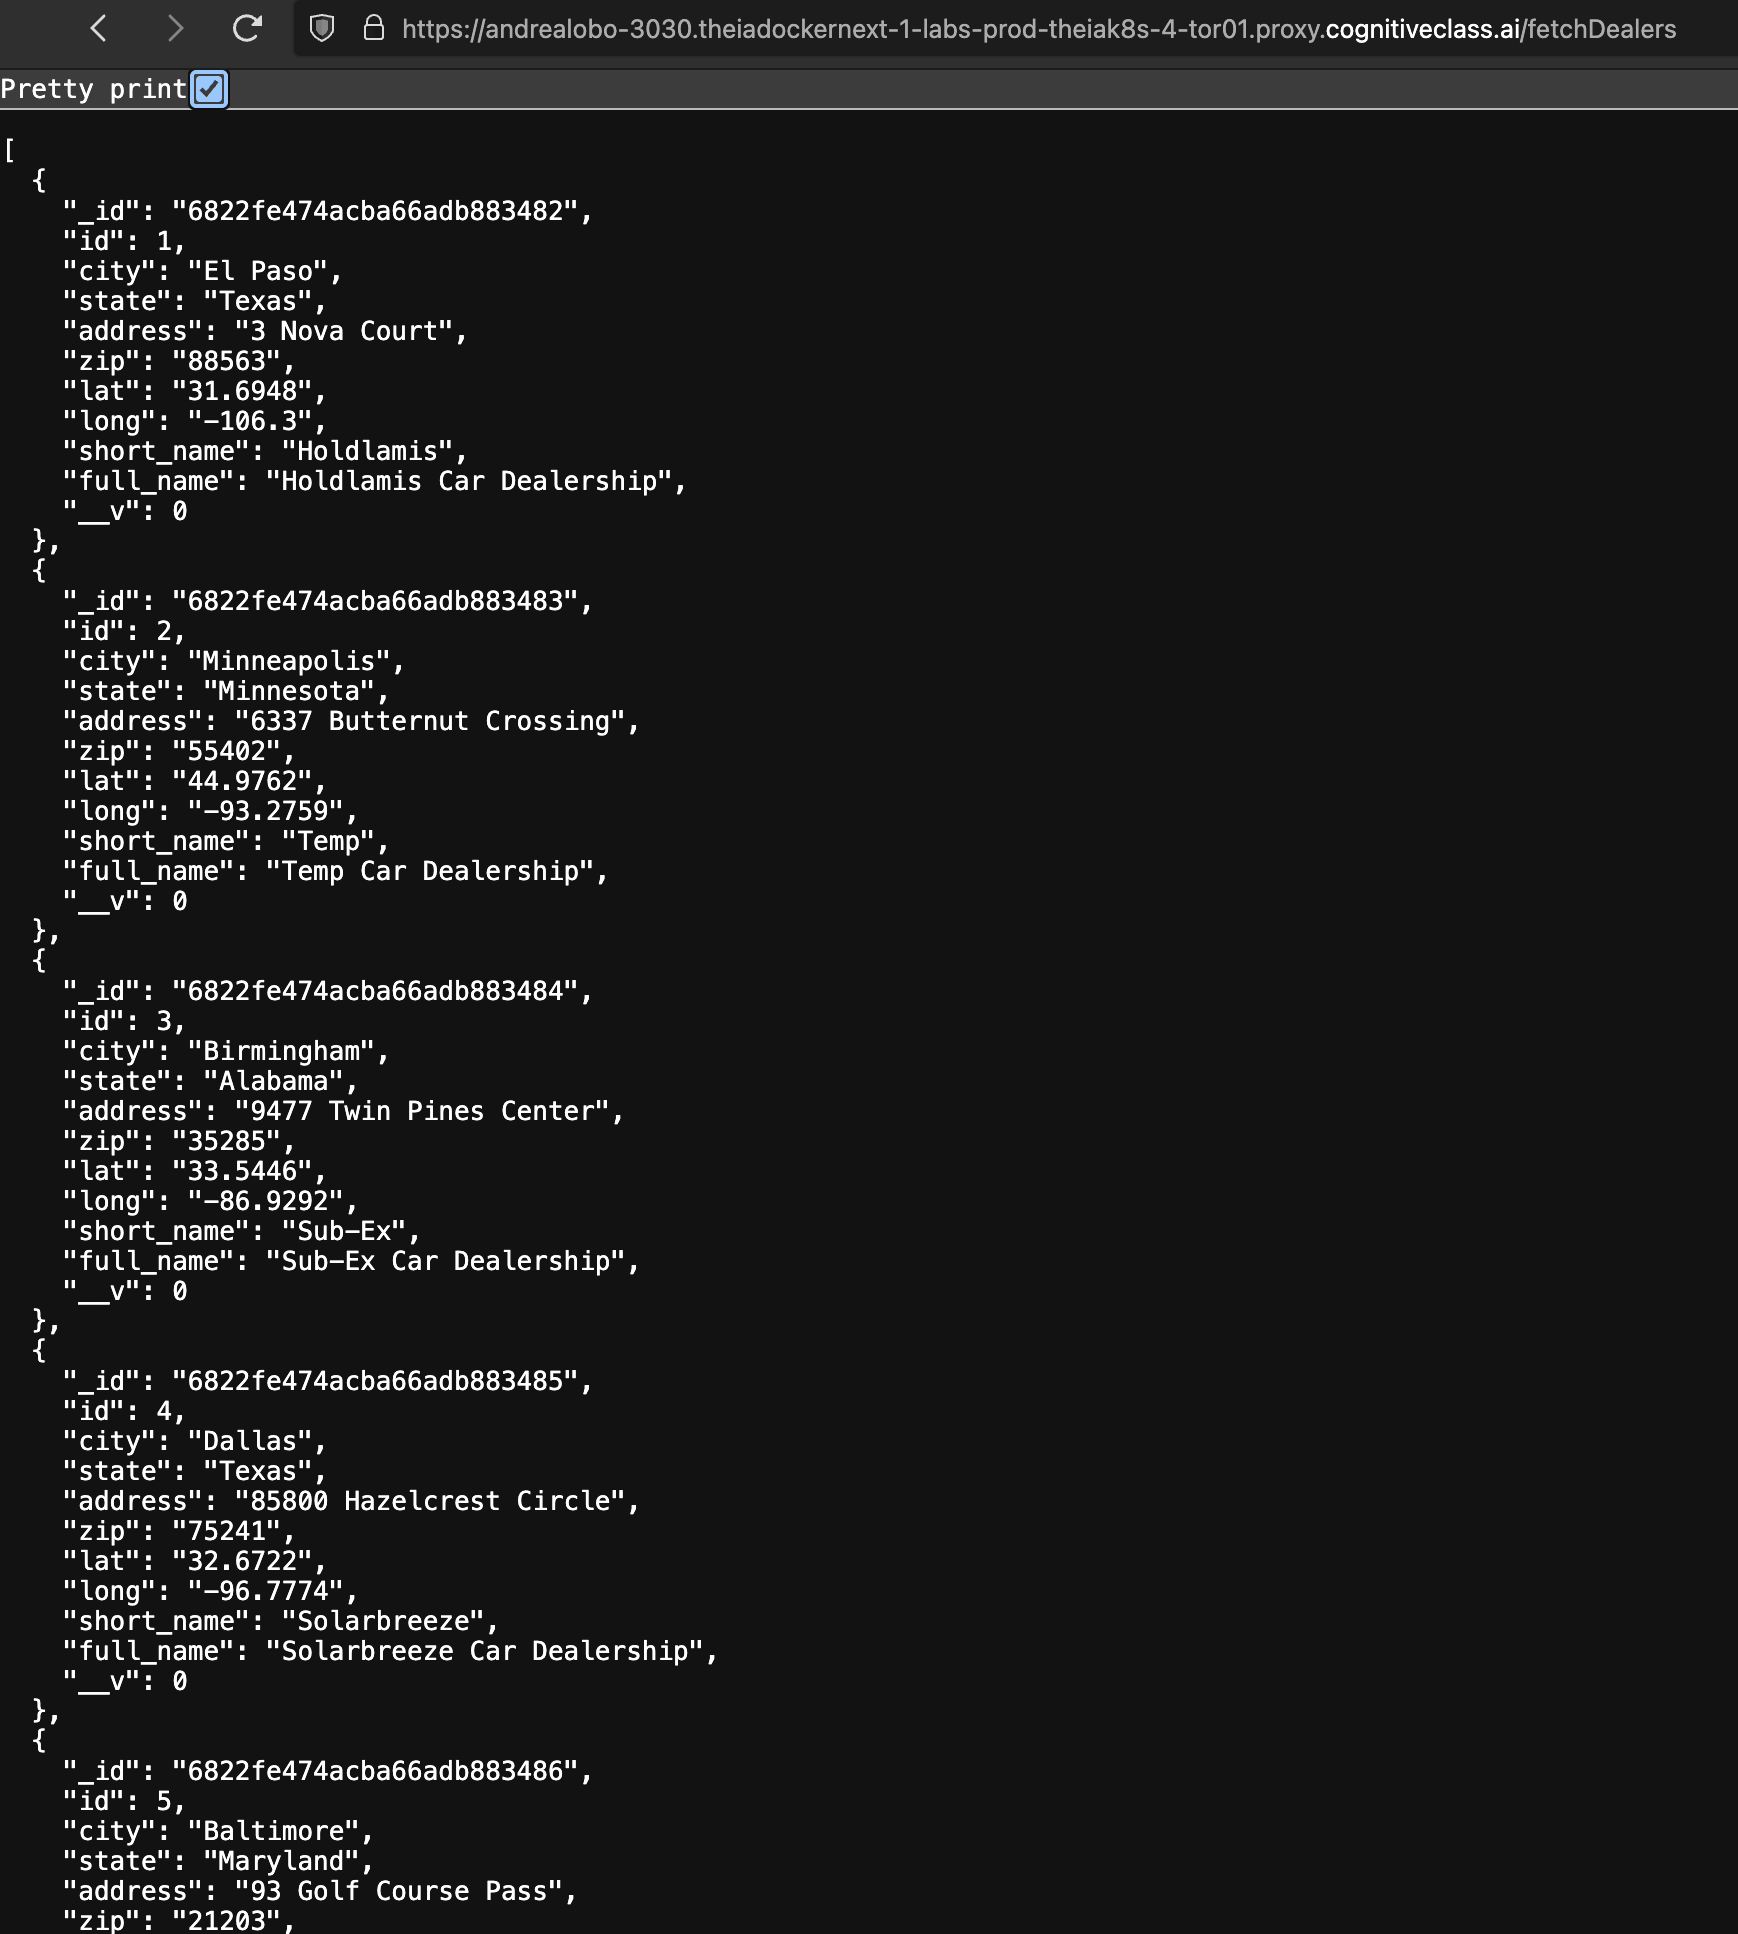 https://andrealobo-3030.theiadockernext-1-labs-prod-theiak8s-4-tor01.proxy.cognitiveclass.ai/fetchDealers
Pretty print
[
  {
    "_id": "6822fe474acba66adb883482",
    "id": 1,
    "city": "El Paso",
    "state": "Texas",
    "address": "3 Nova Court",
    "zip": "88563",
    "lat": "31.6948",
    "long": "-106.3",
    "short_name": "Holdlamis",
    "full_name": "Holdlamis Car Dealership",
    "__v": 0
  },
  {
    "_id": "6822fe474acba66adb883483",
    "id": 2,
    "city": "Minneapolis",
    "state": "Minnesota",
    "address": "6337 Butternut Crossing",
    "zip": "55402",
    "lat": "44.9762",
    "long": "-93.2759",
    "short_name": "Temp",
    "full_name": "Temp Car Dealership",
    "__v": 0
  },
  {
    "_id": "6822fe474acba66adb883484",
    "id": 3,
    "city": "Birmingham",
    "state": "Alabama",
    "address": "9477 Twin Pines Center",
    "zip": "35285",
    "lat": "33.5446",
    "long": "-86.9292",
    "short_name": "Sub-Ex",
    "full_name": "Sub-Ex Car Dealership",
    "__v": 0
  },
  {
    "_id": "6822fe474acba66adb883485",
    "id": 4,
    "city": "Dallas",
    "state": "Texas",
    "address": "85800 Hazelcrest Circle",
    "zip": "75241",
    "lat": "32.6722",
    "long": "-96.7774",
    "short_name": "Solarbreeze",
    "full_name": "Solarbreeze Car Dealership",
    "__v": 0
  },
  {
    "_id": "6822fe474acba66adb883486",
    "id": 5,
    "city": "Baltimore",
    "state": "Maryland",
    "address": "93 Golf Course Pass",
    "zip": "21203",